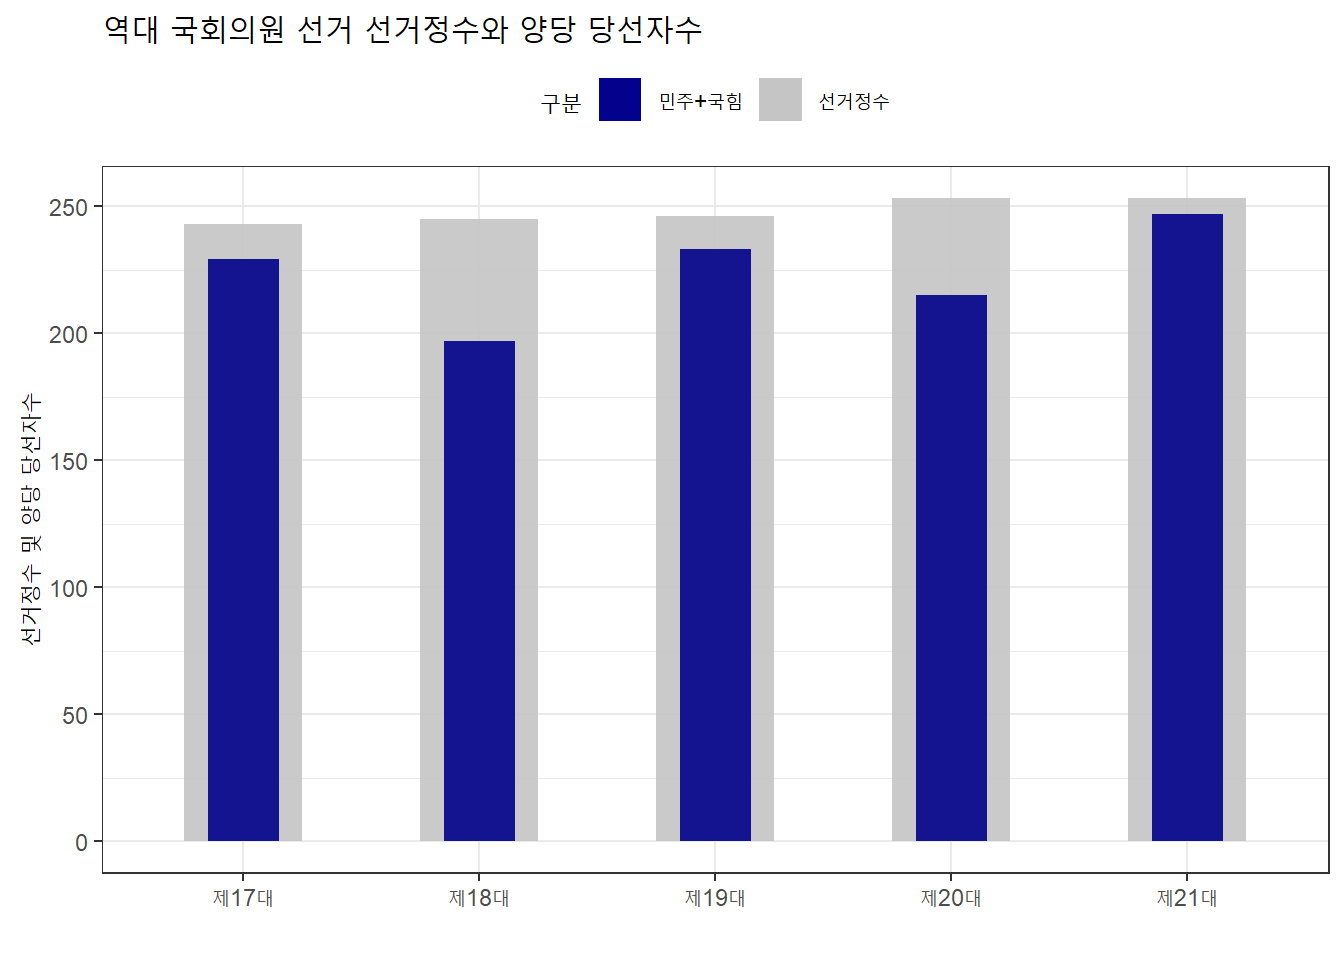 역대 국회의원 선거 선거정수와 양당 당선자수
구분 민주+국힘 선거정수
선거정수 및 양당 당선자수
250
200
150
100
50
0
제17대 제18대 제19대 제20대 제21대